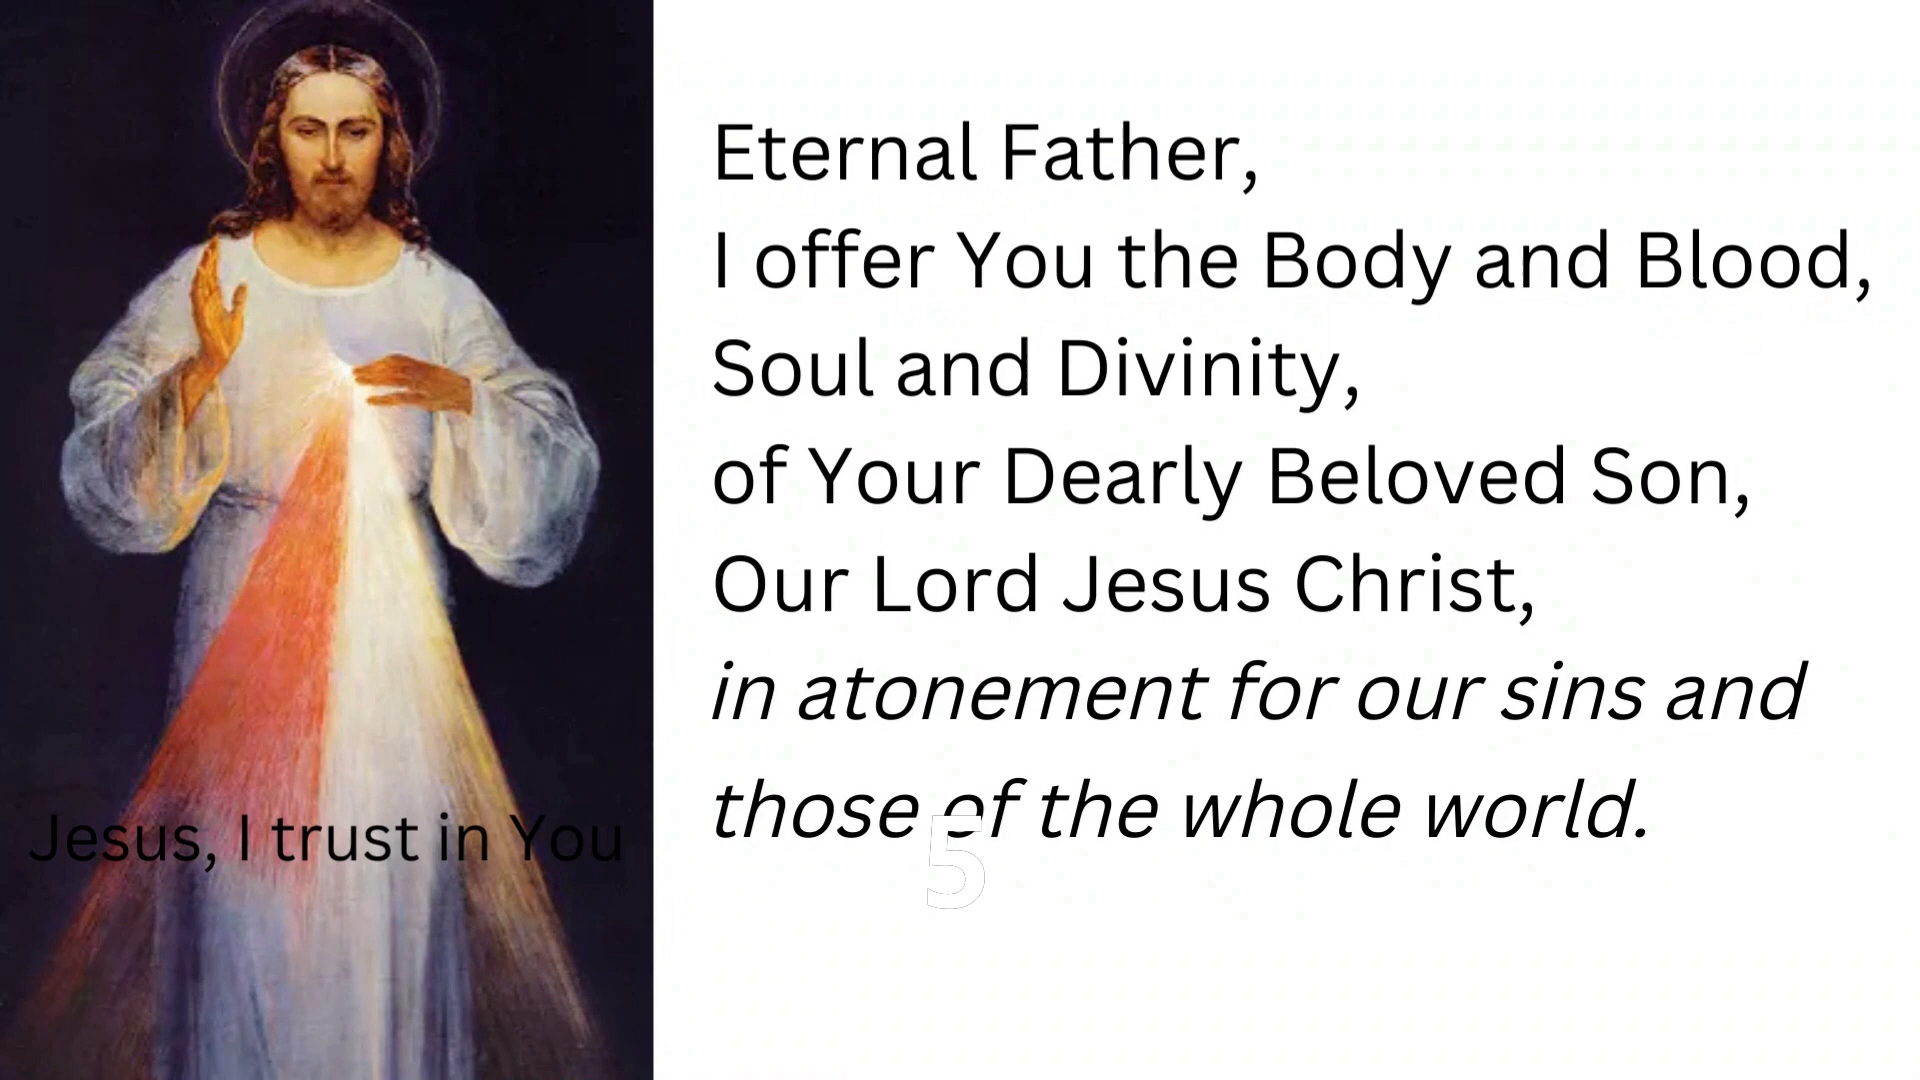 Eternal Father,
I offer You the Body and Blood,
Soul and Divinity,
of Your Dearly Beloved Son,
Our Lord Jesus Christ,
in atonement for our sins and
those of the whole world.
Jesus, I trust in You
5